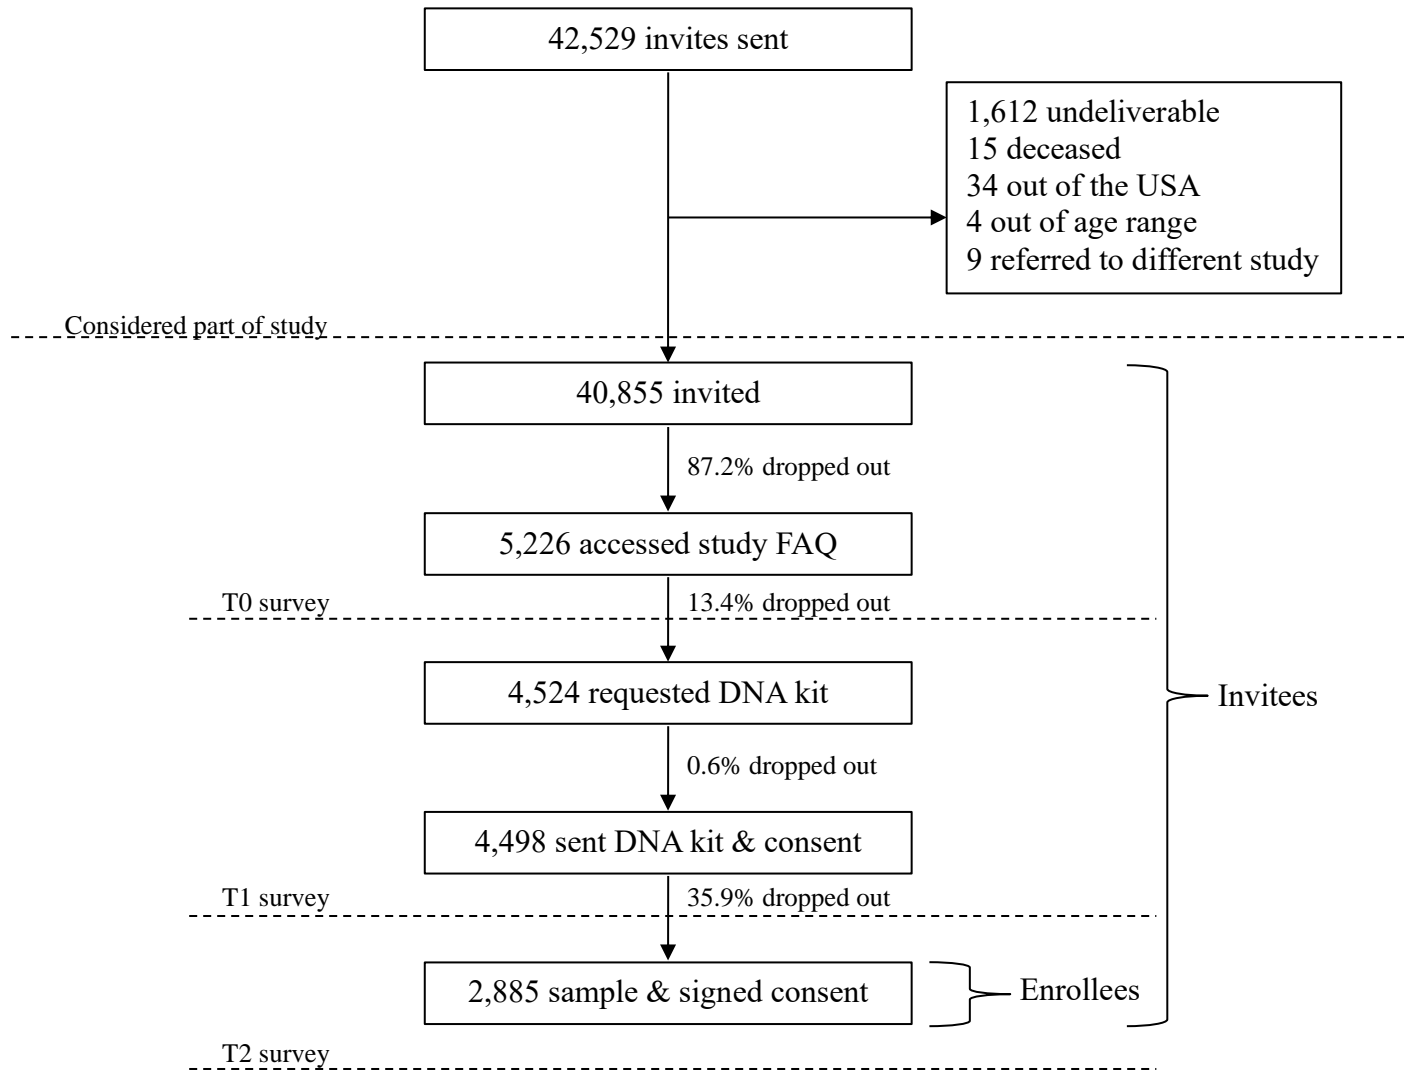 42,529 invites sent
1,612 undeliverable
15 deceased
34 out of the USA
4 out of age range
9 referred to different study
Considered part of study
40,855 invited
87.2% dropped out
5,226 accessed study FAQ
T0 survey
13.4% dropped out
4,524 requested DNA kit
Invitees
0.6% dropped out
4,498 sent DNA kit & consent
T1 survey
35.9% dropped out
2,885 sample & signed consent
Enrollees
T2 survey